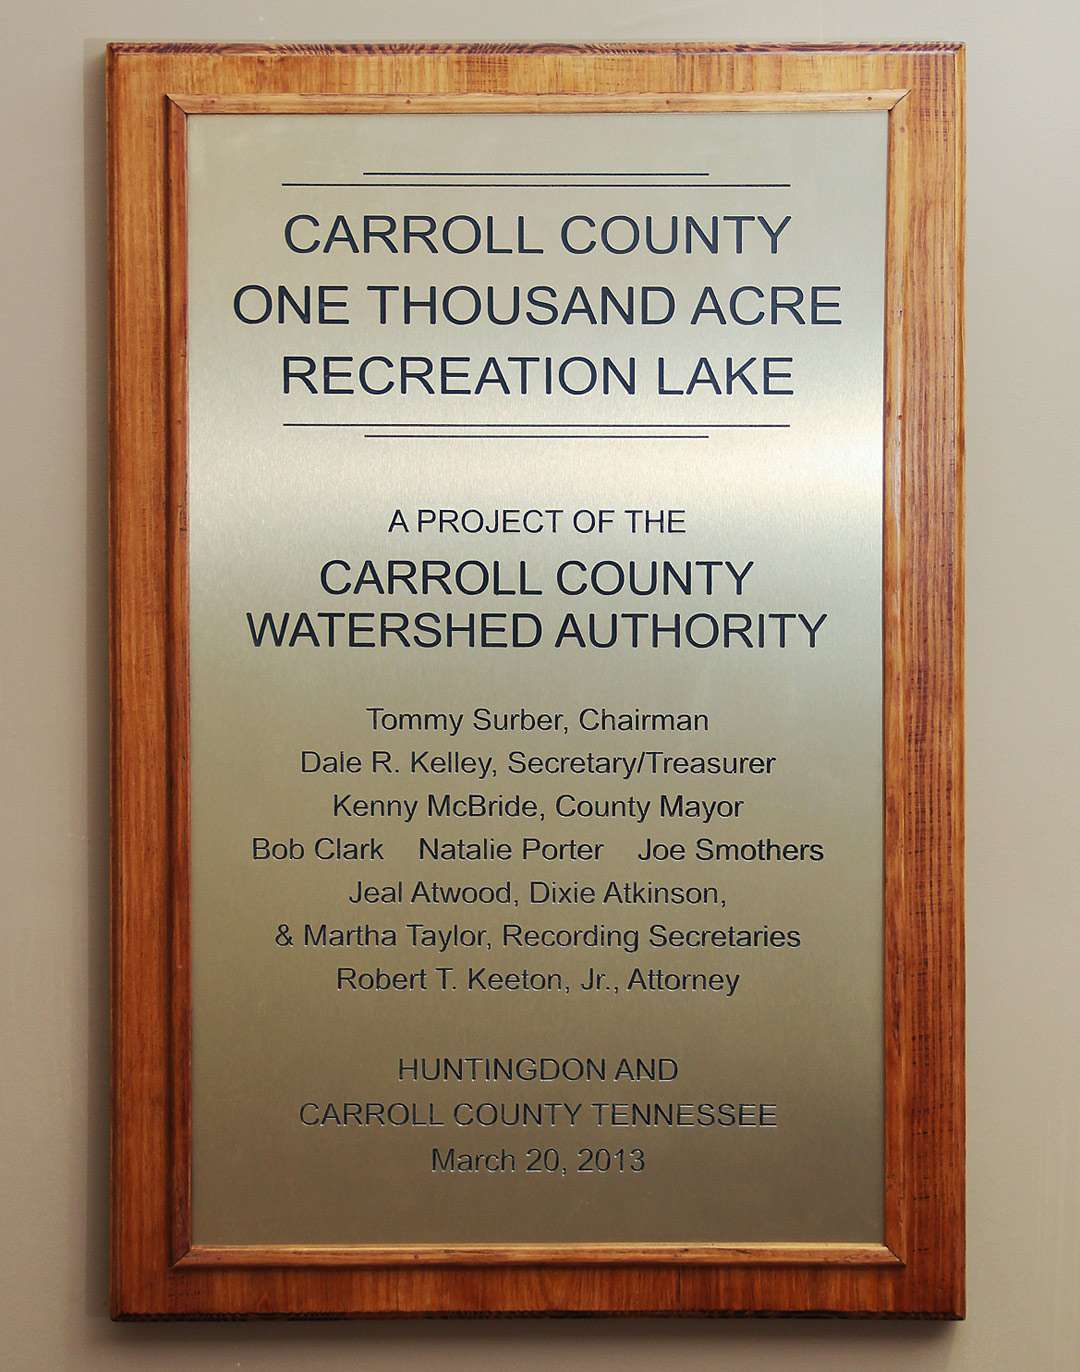 CARROLL COUNTY
ONE THOUSAND ACRE
RECREATION LAKE
A PROJECT OF THE
CARROLL COUNTY
WATERSHED AUTHORITY
Tommy Surber, Chairman
Dale R. Kelley, Secretary/Treasurer
Kenny McBride, County Mayor
Bob Clark Natalie Porter Joe Smothers
Jeal Atwood, Dixie Atkinson,
& Martha Taylor, Recording Secretaries
Robert T. Keeton, Jr., Attorney
HUNTINGDON AND
CARROLL COUNTY TENNESSEE
March 20, 2013